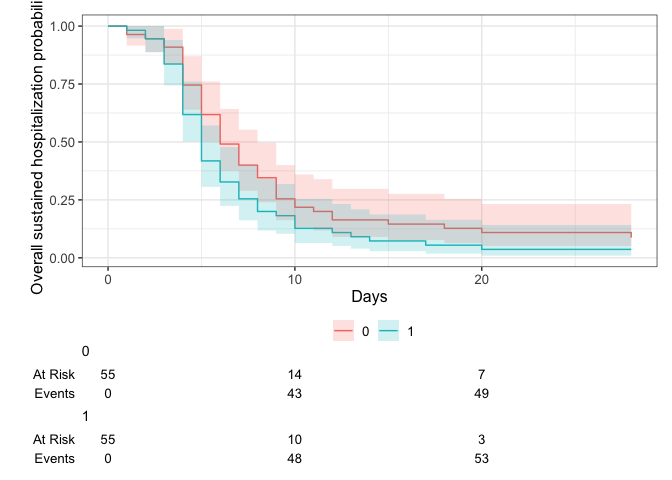 Overall sustained hospitalization probabili
1.00
0.75
0.50
0.25
0.00
0 10 20
Days
0 1
0
At Risk 55 14 7
Events 0 43 49
1
At Risk 55 10 3
Events 0 48 53